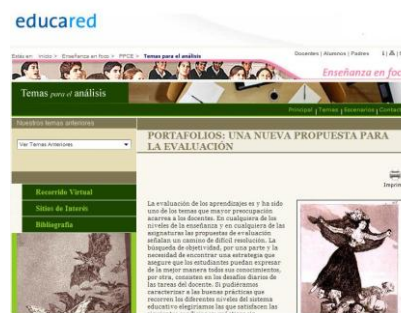 educared
Estás en: Inicio > Enseñanza en foco > PPCE > Temas para el análisis
Docentes | Alumnos | Padres
Enseñanza en foco
Temas para el análisis
Principal | Temas | Escenarios | Conten
Nuestros temas anteriores
Ver Temas Anteriores
PORTAFOLIOS: UNA NUEVA PROPUESTA PARA
LA EVALUACIÓN
Imprim
Recorrido Virtual
Sitios de Interés
Bibliografía
La evaluación de los aprendizajes es y ha sido
uno de los temas que mayor preocupación
acarrea a los docentes. En cualquiera de los
niveles de la enseñanza y en cualquiera de las
asignaturas las propuestas de evaluación
señalan un camino de difícil resolución. La
búsqueda de objetividad, por una parte y la
necesidad de encontrar una estrategia que
asegure que los estudiantes puedan expresar
de la mejor manera todos sus conocimientos,
por otra, consisten en los desafíos diarios de
las tareas del docente. Si pudiéramos
caracterizar a las buenas prácticas que
recorren los diferentes niveles del sistema
educativo elegiríamos las que satisfacen las